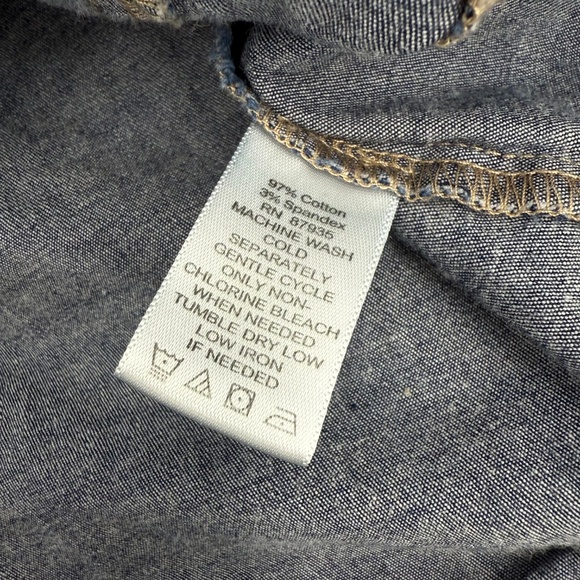 97% Cotton
3% Spandex
RN 87935
MACHINE WASH
COLD
SEPARATELY
GENTLE CYCLE
ONLY NON.
CHLORINE BLEACH
WHEN NEEDED
TUMBLE DRY LOW
LOW IRON
IF NEEDED